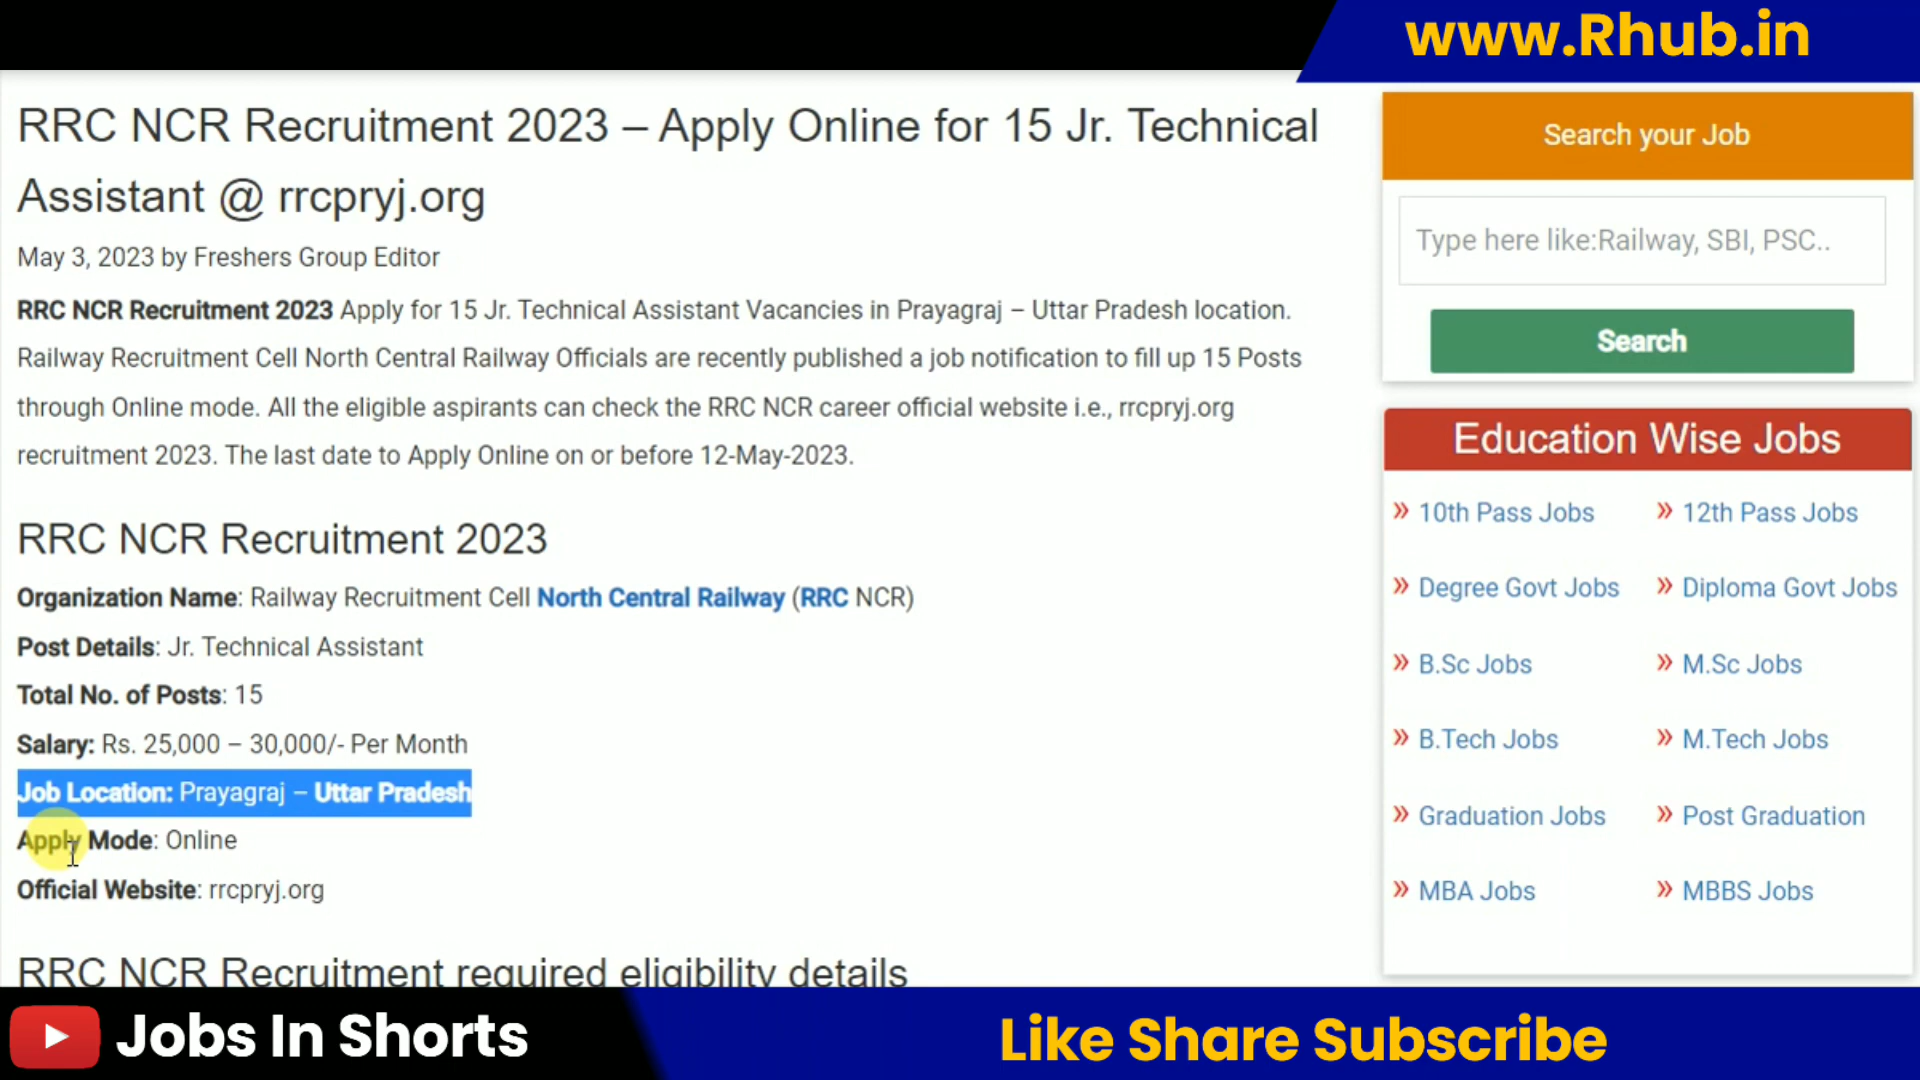 www.Rhub.in
RRC NCR Recruitment 2023 – Apply Online for 15 Jr. Technical
Assistant @ rrcpryj.org
May 3, 2023 by Freshers Group Editor
RRC NCR Recruitment 2023 Apply for 15 Jr. Technical Assistant Vacancies in Prayagraj – Uttar Pradesh location.
Railway Recruitment Cell North Central Railway Officials are recently published a job notification to fill up 15 Posts
through Online mode. All the eligible aspirants can check the RRC NCR career official website i.e., rrcpryj.org
recruitment 2023. The last date to Apply Online on or before 12-May-2023.
RRC NCR Recruitment 2023
Organization Name: Railway Recruitment Cell North Central Railway (RRC NCR)
Post Details: Jr. Technical Assistant
Total No. of Posts: 15
Salary: Rs. 25,000 – 30,000/- Per Month
Job Location: Prayagraj – Uttar Pradesh
Apply Mode: Online
Official Website: rrcpryj.org
RRC NCR Recruitment required eligibility details
Search your Job
Type here like:Railway, SBI, PSC..
Search
Education Wise Jobs
» 10th Pass Jobs » 12th Pass Jobs
» Degree Govt Jobs » Diploma Govt Jobs
» B.Sc Jobs » M.Sc Jobs
» B.Tech Jobs » M.Tech Jobs
» Graduation Jobs » Post Graduation
» MBA Jobs » MBBS Jobs
Jobs In Shorts
Like Share Subscribe